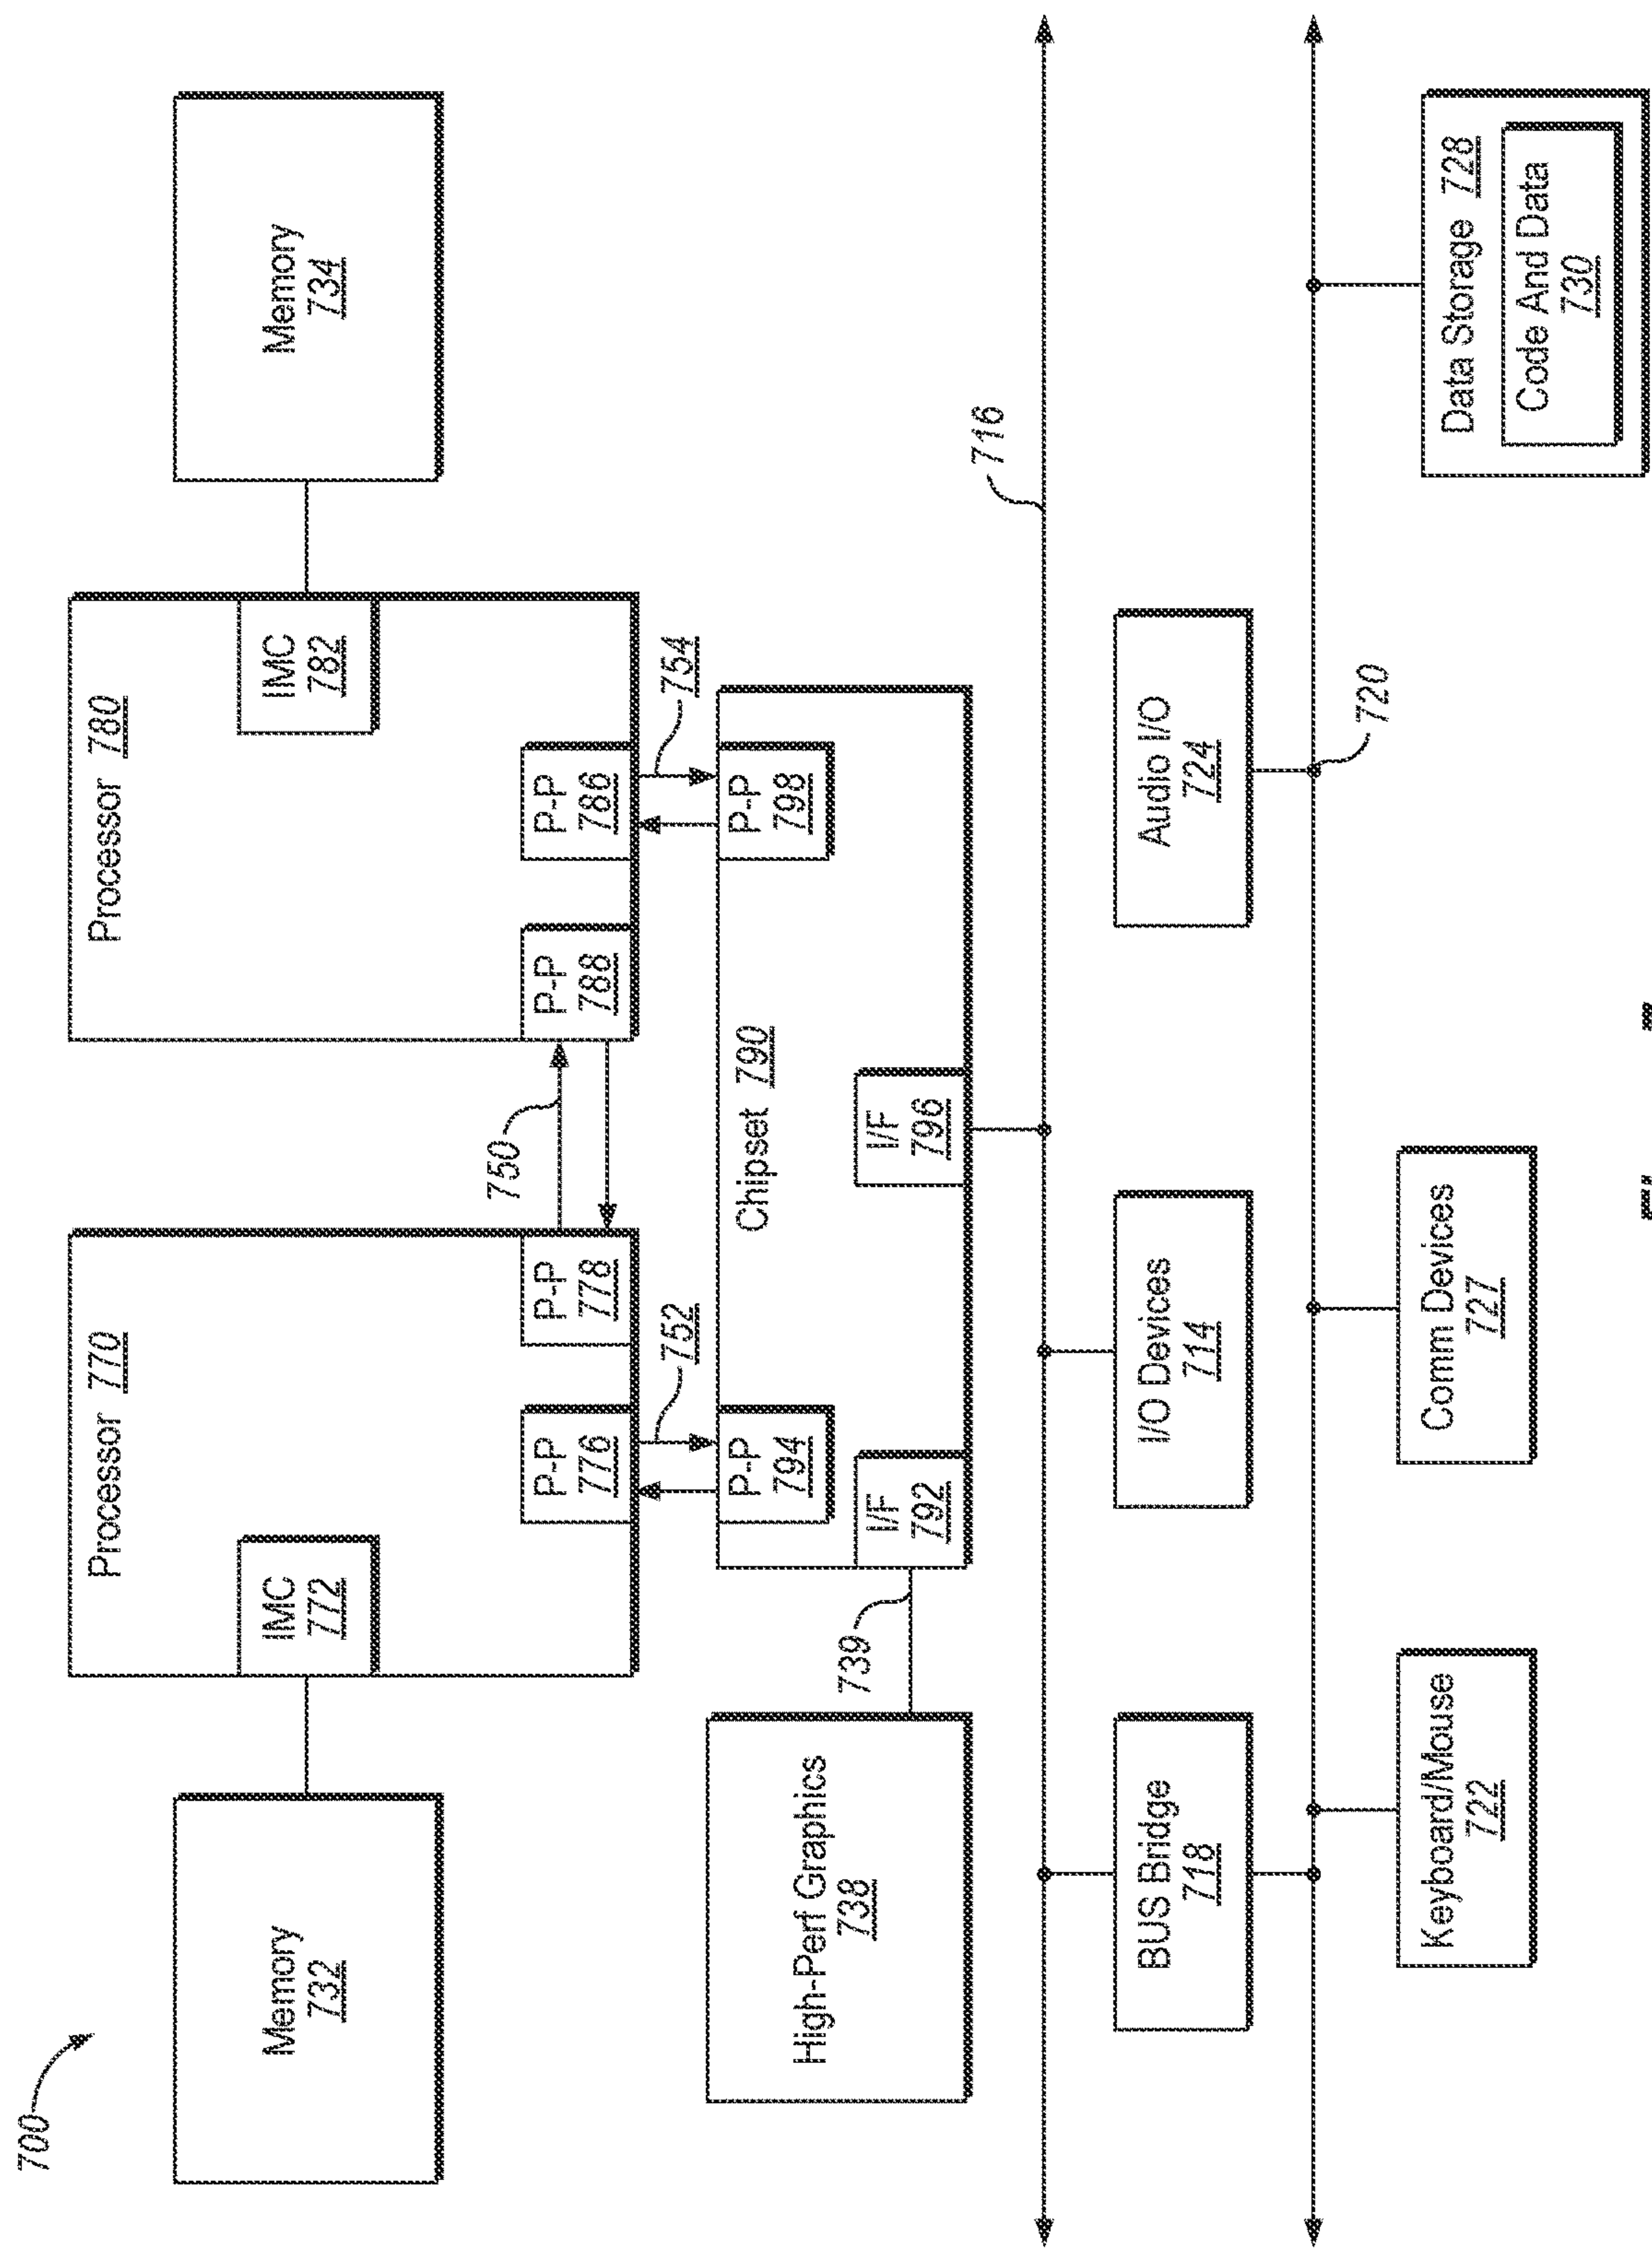 700
Memory
732
Processor 770
IMC
772
P-P
776
P-P
778
750
Processor 780
IMC
782
P-P
788
P-P
786
Memory
734
752
754
High-Perf Graphics
738
739
Chipset 790
P-P
794
P-P
798
I/F
792
I/F
796
716
BUS Bridge
718
I/O Devices
714
Audio I/O
724
720
Keyboard/Mouse
722
Comm Devices
727
Data Storage 728
Code And Data
730